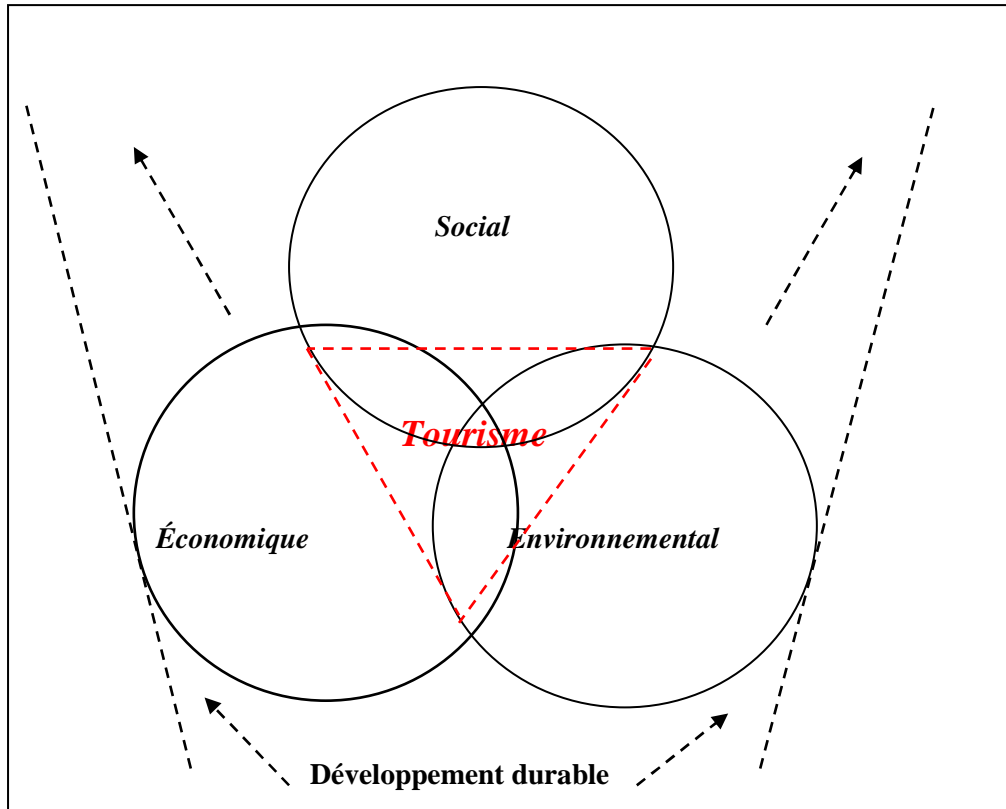 Social
Tourisme
Économique
Environnemental
Développement durable